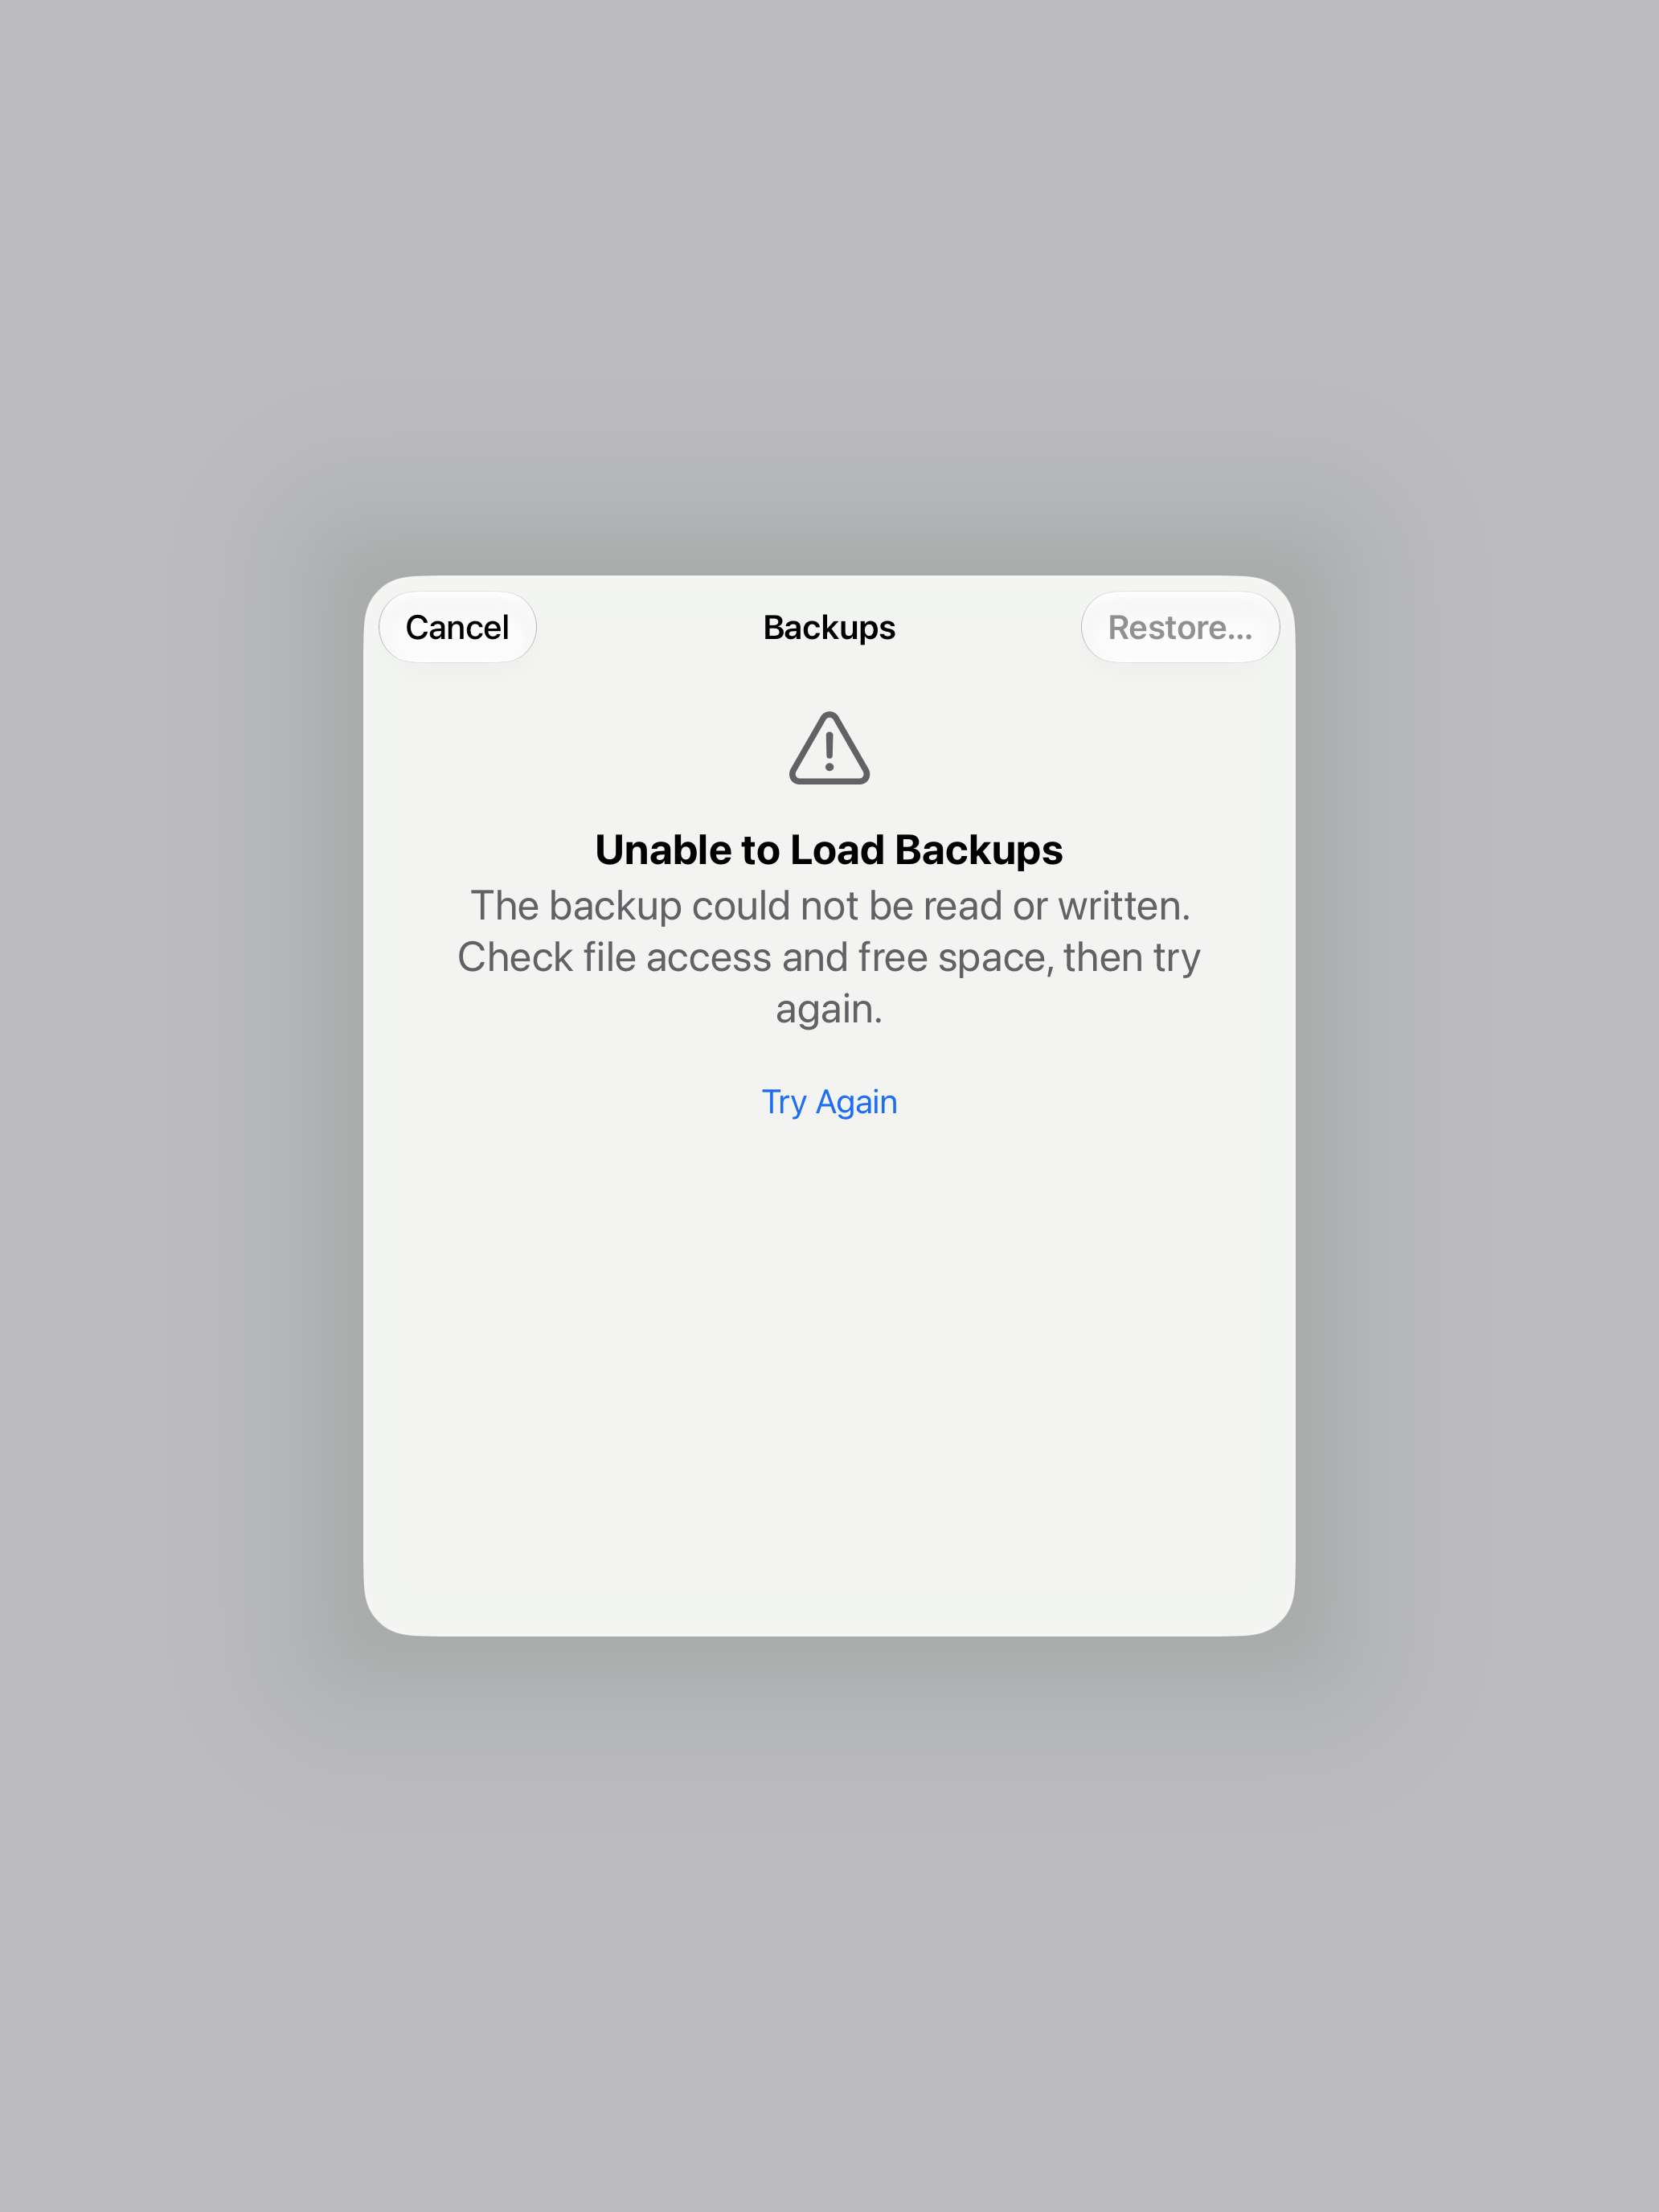 Cancel
Backups
Restore...
Unable to Load Backups
The backup could not be read or written.
Check file access and free space, then try
again.
Try Again